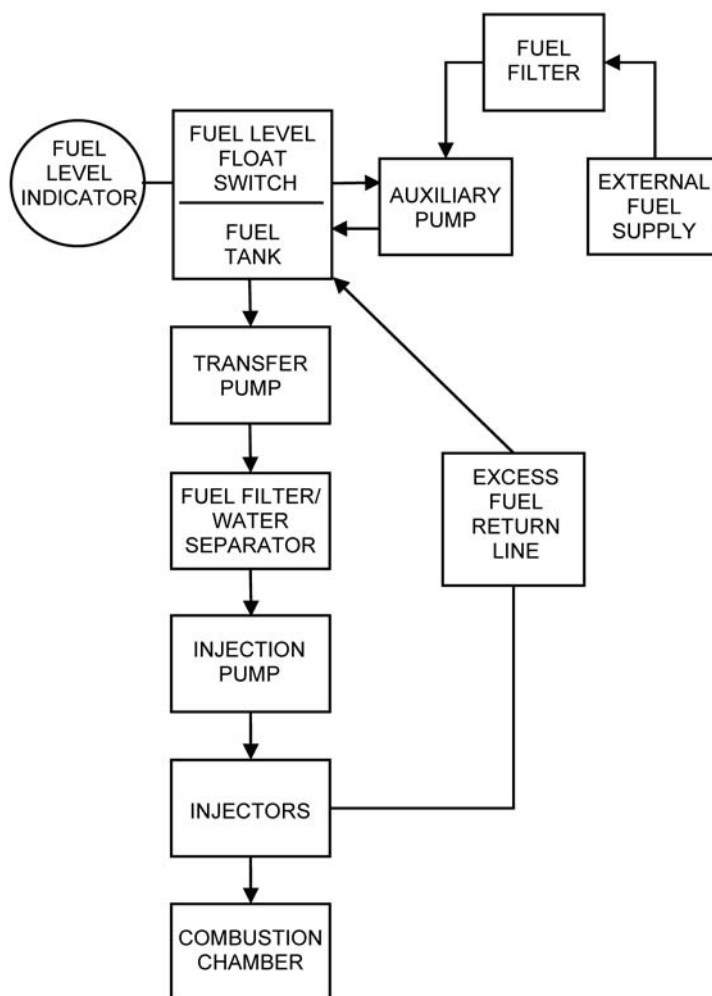 FUEL
FILTER
FUEL
LEVEL
INDICATOR
FUEL LEVEL
FLOAT
SWITCH
FUEL
TANK
AUXILIARY
PUMP
EXTERNAL
FUEL
SUPPLY
TRANSFER
PUMP
FUEL FILTER/
WATER
SEPARATOR
EXCESS
FUEL
RETURN
LINE
INJECTION
PUMP
INJECTORS
COMBUSTION
CHAMBER